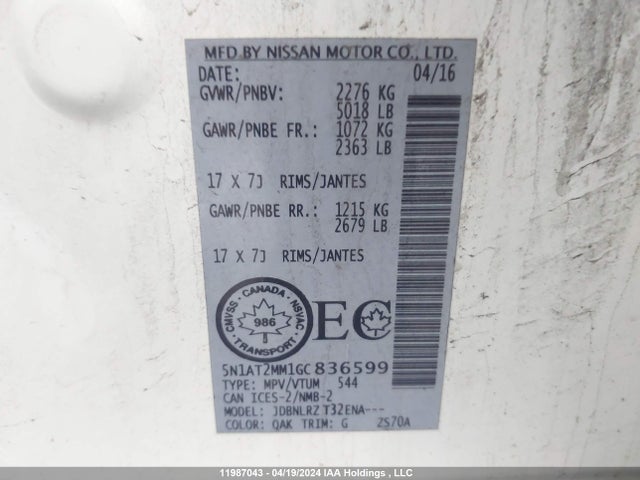 MFD BY NISSAN MOTOR CO., LTD.
DATE: 04/16
GVWR/PNBV: 2276 KG
5018 LB
GAWR/PNBE FR.: 1072 KG
2363 LB
17 X 7J RIMS/JANTES
GAWR/PNBE RR.: 1215 KG
2679 LB
17 X 7J RIMS/JANTES
CANADA
CMVSS NSVAC
986
TRANSPORT
EC
5N1AT2MM1GC836599
TYPE: MPV/VTUM 544
CAN ICES-2/NMB-2
MODEL: JDBNLRZ T32ENA---
COLOR: QAK TRIM: G 2S70A
11987043 - 04/19/2024 IAA Holdings , LLC